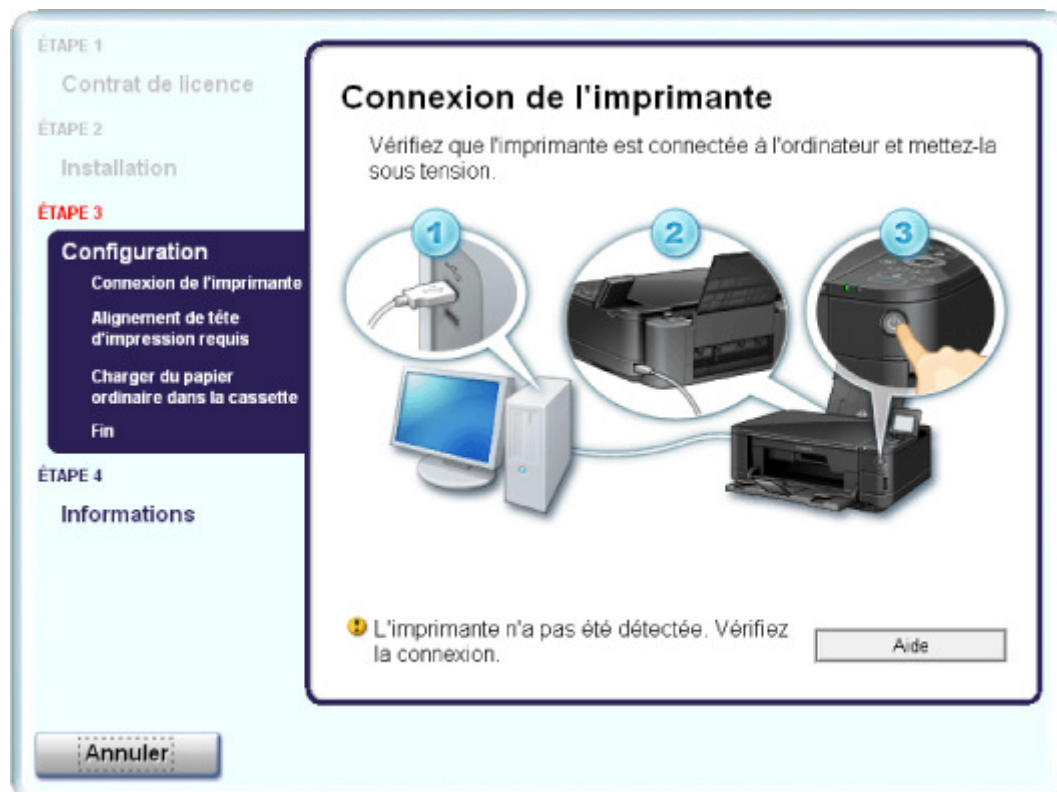 ÉTAPE 1
Contrat de licence
ÉTAPE 2
Installation
ÉTAPE 3
Configuration
Connexion de l'imprimante
Alignement de tête
d'impression requis
Charger du papier
ordinaire dans la cassette
Fin
ÉTAPE 4
Informations
Connexion de l'imprimante
Vérifiez que l'imprimante est connectée à l'ordinateur et mettez-la
sous tension.
1
2
3
L'imprimante n'a pas été détectée. Vérifiez
la connexion.
Aide
Annuler